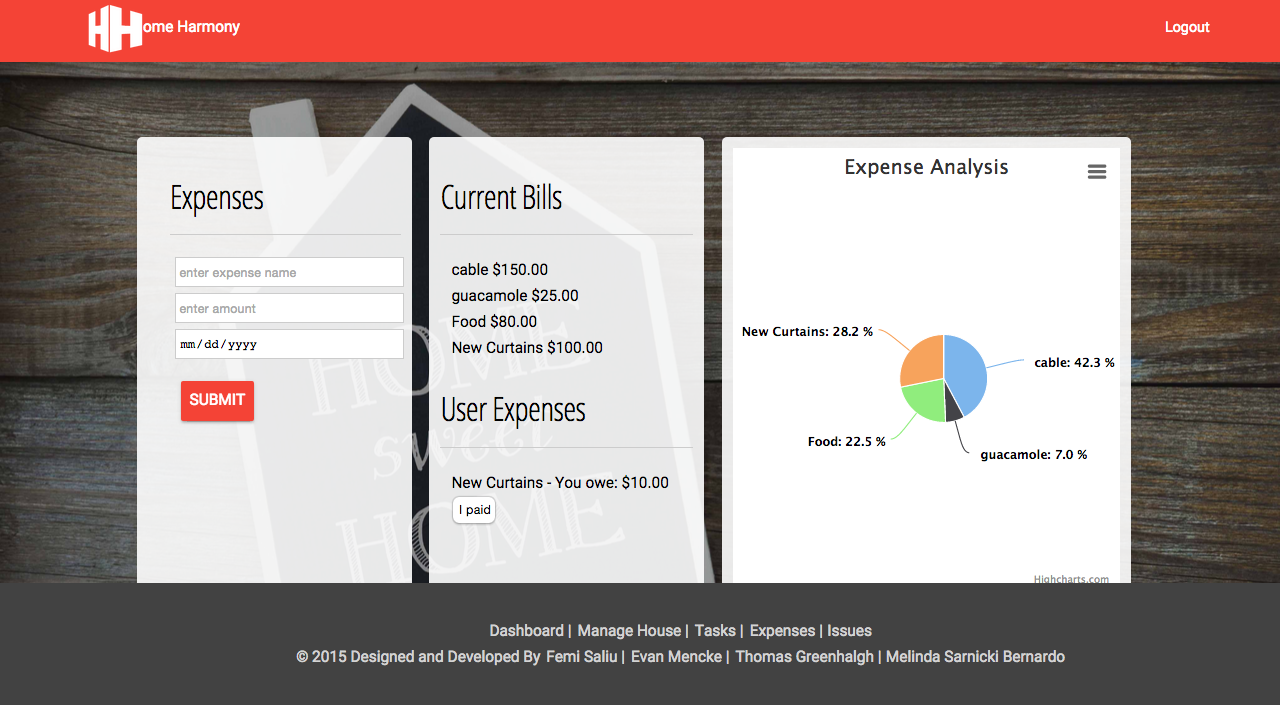 HHome Harmony
Logout
Expenses
enter expense name
enter amount
mm/dd/yyyy
SUBMIT
Current Bills
cable $150.00
guacamole $25.00
Food $80.00
New Curtains $100.00
User Expenses
New Curtains - You owe: $10.00
I paid
Expense Analysis
New Curtains: 28.2 %
cable: 42.3 %
Food: 22.5 %
guacamole: 7.0 %
Highcharts.com
HOME
sweet
HOME
Dashboard | Manage House | Tasks | Expenses | Issues
© 2015 Designed and Developed By Femi Saliu | Evan Mencke | Thomas Greenhalgh | Melinda Sarnicki Bernardo